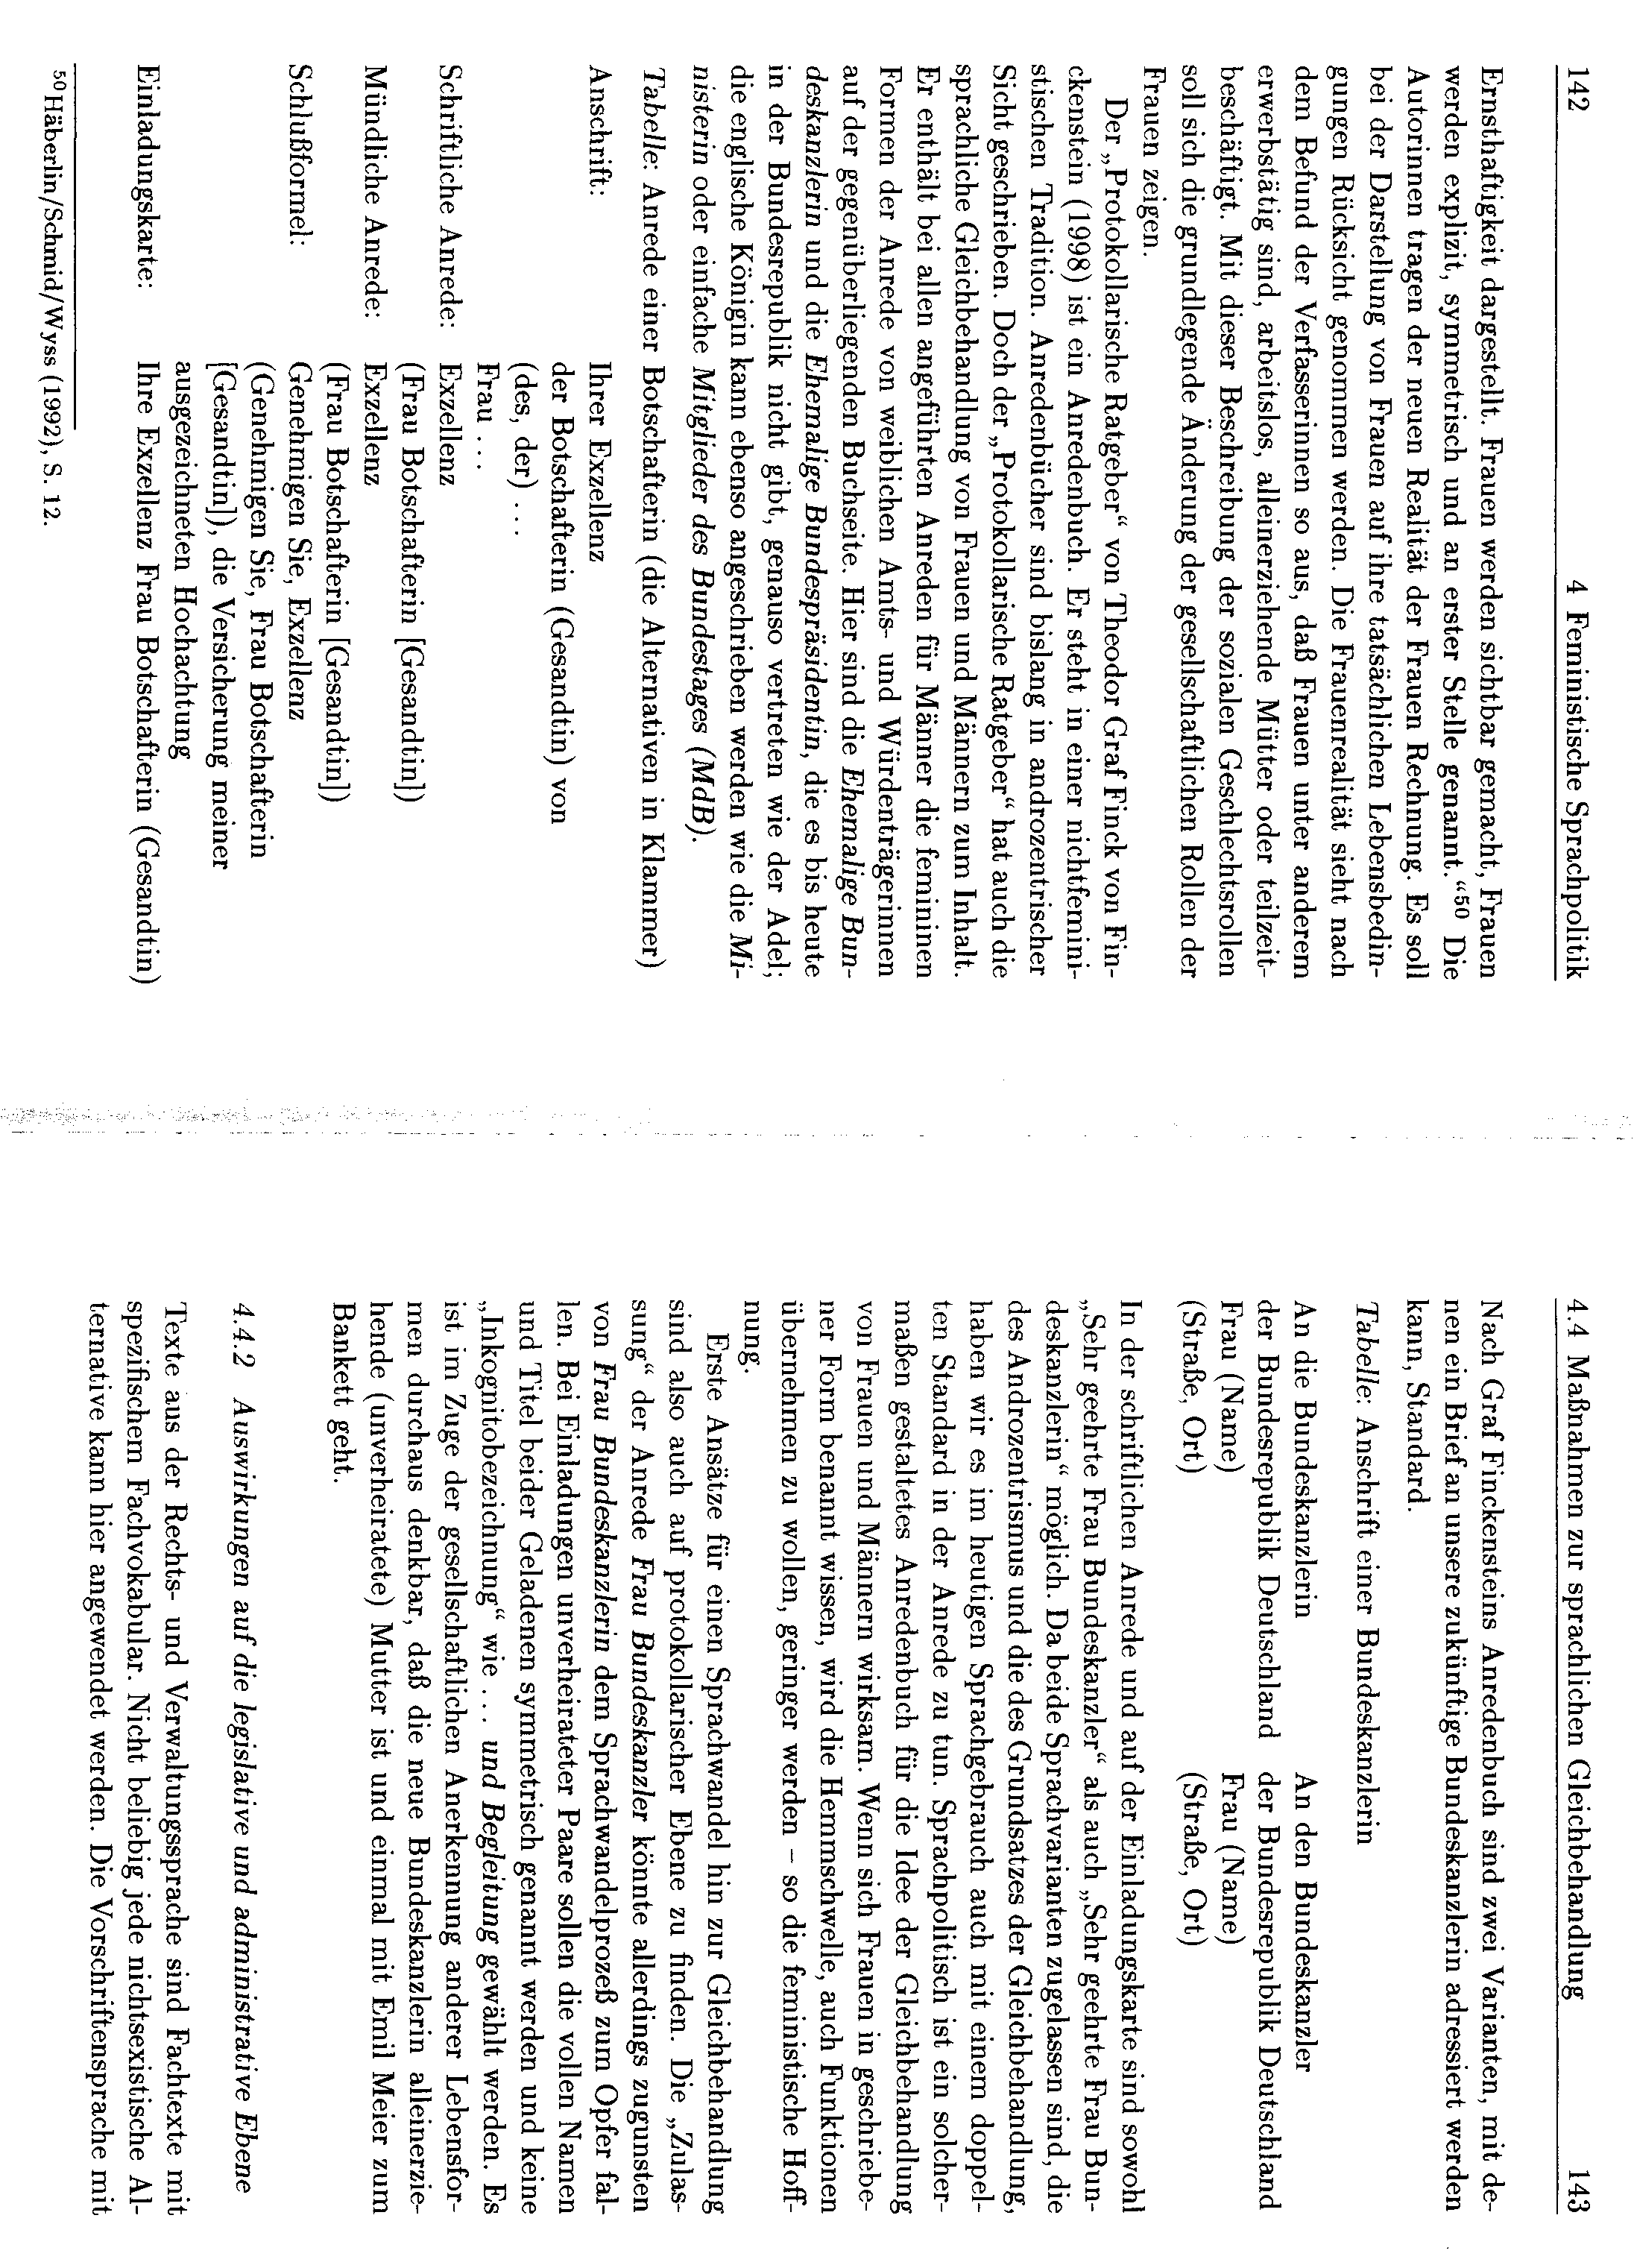 142 4 Feministische Sprachpolitik
Ernsthaftigkeit dargestellt. Frauen werden sichtbar gemacht, Frauen
werden explizit, symmetrisch und an erster Stelle genannt.“50 Die
Autorinnen tragen der neuen Realität der Frauen Rechnung. Es soll
bei der Darstellung von Frauen auf ihre tatsächlichen Lebensbedin-
gungen Rücksicht genommen werden. Die Frauenrealität sieht nach
dem Befund der Verfasserinnen so aus, daß Frauen unter anderem
erwerbstätig sind, arbeitslos, alleinerziehende Mütter oder teilzeit-
beschäftigt. Mit dieser Beschreibung der sozialen Geschlechtsrollen
soll sich die grundlegende Änderung der gesellschaftlichen Rollen der
Frauen zeigen.
Der „Protokollarische Ratgeber“ von Theodor Graf Finck von Fin-
ckenstein (1998) ist ein Anredenbuch. Er steht in einer nichtfemini-
stischen Tradition. Anredenbücher sind bislang in androzentrischer
Sicht geschrieben. Doch der „Protokollarische Ratgeber“ hat auch die
sprachliche Gleichbehandlung von Frauen und Männern zum Inhalt.
Er enthält bei allen angeführten Anreden für Männer die femininen
Formen der Anrede von weiblichen Amts- und Würdenträgerinnen
auf der gegenüberliegenden Buchseite. Hier sind die Ehemalige Bun-
deskanzlerin und die Ehemalige Bundespräsidentin, die es bis heute
in der Bundesrepublik nicht gibt, genauso vertreten wie der Adel;
die englische Königin kann ebenso angeschrieben werden wie die Mi-
nisterin oder einfache Mitglieder des Bundestages (MdB).
Tabelle: Anrede einer Botschafterin (die Alternativen in Klammer)
Anschrift: Ihrer Exzellenz
der Botschafterin (Gesandtin) von
(des, der) ...
Frau ...
Schriftliche Anrede: Exzellenz
(Frau Botschafterin [Gesandtin])
Mündliche Anrede: Exzellenz
(Frau Botschafterin [Gesandtin])
Schlußformel: Genehmigen Sie, Exzellenz
(Genehmigen Sie, Frau Botschafterin
[Gesandtin]), die Versicherung meiner
ausgezeichneten Hochachtung
Einladungskarte: Ihre Exzellenz Frau Botschafterin (Gesandtin)
50Häberlin/Schmid/Wyss (1992), S. 12.
4.4 Maßnahmen zur sprachlichen Gleichbehandlung 143
Nach Graf Finckensteins Anredenbuch sind zwei Varianten, mit de-
nen ein Brief an unsere zukünftige Bundeskanzlerin adressiert werden
kann, Standard.
Tabelle: Anschrift einer Bundeskanzlerin
An die Bundeskanzlerin An den Bundeskanzler
der Bundesrepublik Deutschland der Bundesrepublik Deutschland
Frau (Name) Frau (Name)
(Straße, Ort) (Straße, Ort)
In der schriftlichen Anrede und auf der Einladungskarte sind sowohl
„Sehr geehrte Frau Bundeskanzler“ als auch „Sehr geehrte Frau Bun-
deskanzlerin“ möglich. Da beide Sprachvarianten zugelassen sind, die
des Androzentrismus und die des Grundsatzes der Gleichbehandlung,
haben wir es im heutigen Sprachgebrauch auch mit einem doppel-
ten Standard in der Anrede zu tun. Sprachpolitisch ist ein solcher-
maßen gestaltetes Anredenbuch für die Idee der Gleichbehandlung
von Frauen und Männern wirksam. Wenn sich Frauen in geschriebe-
ner Form benannt wissen, wird die Hemmschwelle, auch Funktionen
übernehmen zu wollen, geringer werden – so die feministische Hoff-
nung.
Erste Ansätze für einen Sprachwandel hin zur Gleichbehandlung
sind also auch auf protokollarischer Ebene zu finden. Die „Zulas-
sung“ der Anrede Frau Bundeskanzler könnte allerdings zugunsten
von Frau Bundeskanzlerin dem Sprachwandelprozeß zum Opfer fal-
len. Bei Einladungen unverheirateter Paare sollen die vollen Namen
und Titel beider Geladenen symmetrisch genannt werden und keine
„Inkognitobezeichnung“ wie ... und Begleitung gewählt werden. Es
ist im Zuge der gesellschaftlichen Anerkennung anderer Lebensfor-
men durchaus denkbar, daß die neue Bundeskanzlerin alleinerzie-
hende (unverheiratete) Mutter ist und einmal mit Emil Meier zum
Bankett geht.
4.4.2 Auswirkungen auf die legislative und administrative Ebene
Texte aus der Rechts- und Verwaltungssprache sind Fachtexte mit
spezifischem Fachvokabular. Nicht beliebig jede nichtsexistische Al-
ternative kann hier angewendet werden. Die Vorschriftensprache mit